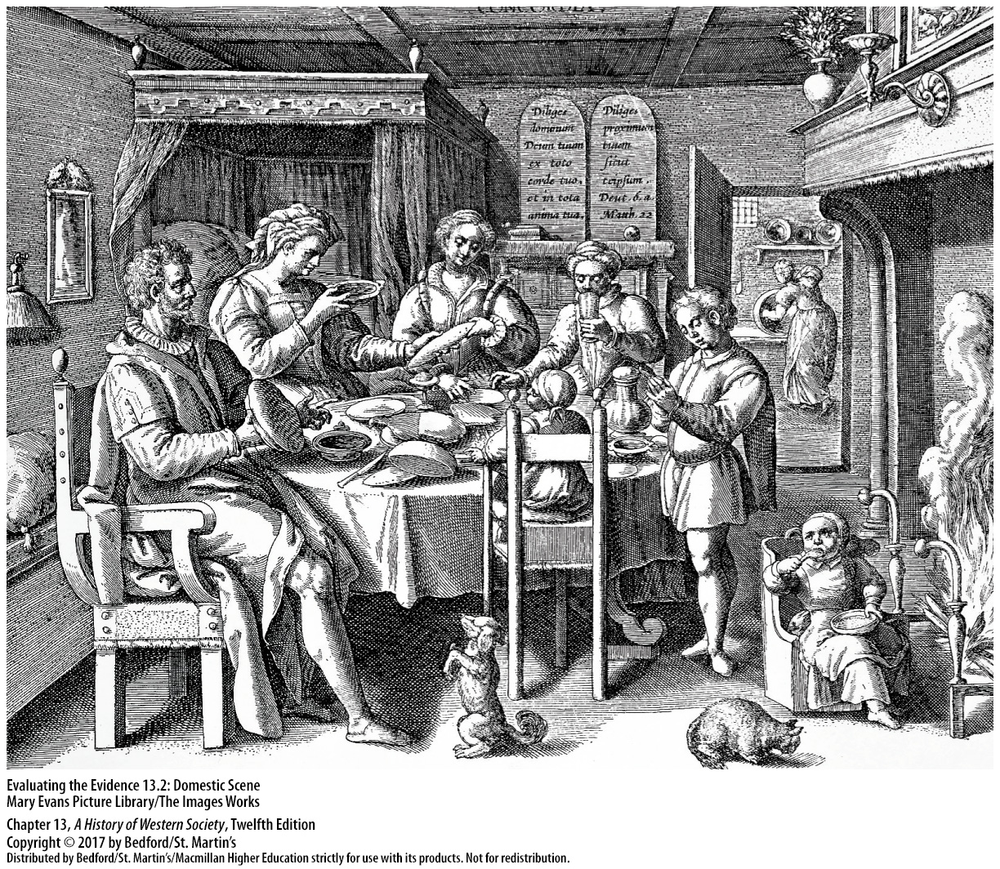 CONCORDIA.
Diliges
dominum
Deum tuum
ex toto
corde tuo,
et in tota
anima tua.
Diliges
proximum
tuum
sicut
teipsum.
Deut. 6. a.
Math. 22
Evaluating the Evidence 13.2: Domestic Scene
Mary Evans Picture Library/The Images Works
Chapter 13, A History of Western Society, Twelfth Edition
Copyright © 2017 by Bedford/St. Martin's
Distributed by Bedford/St. Martin's/Macmillan Higher Education strictly for use with its products. Not for redistribution.